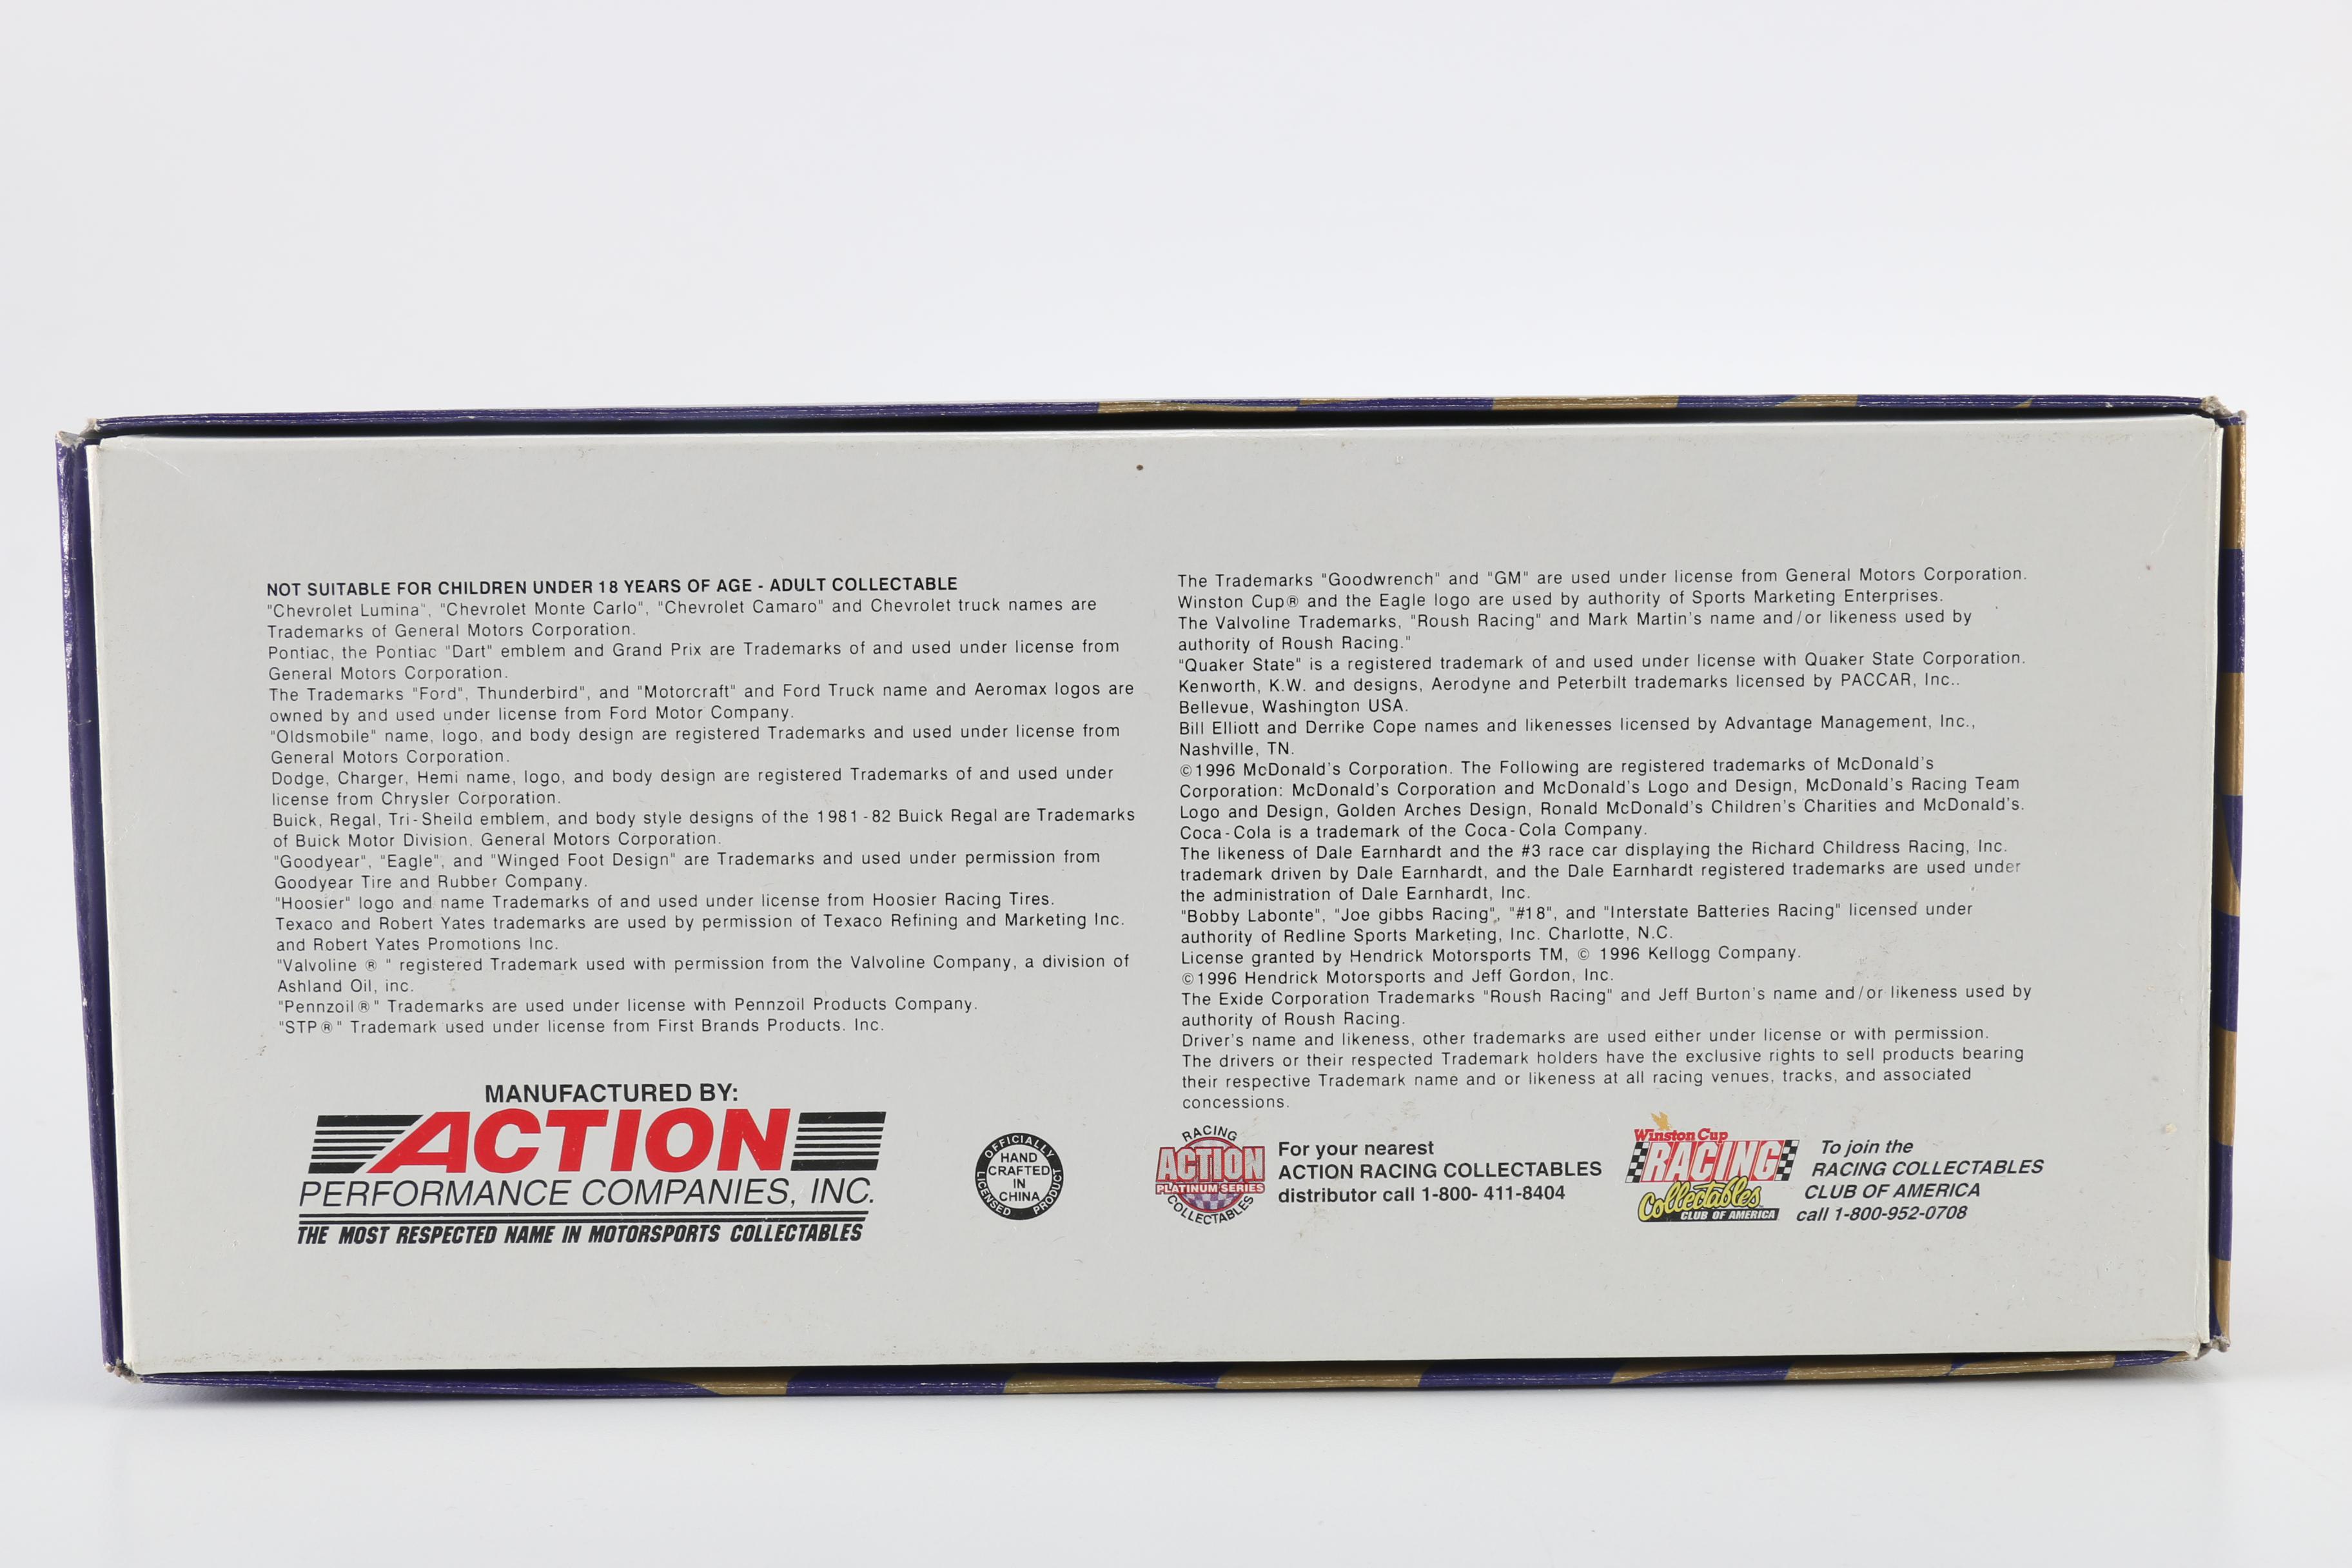 NOT SUITABLE FOR CHILDREN UNDER 18 YEARS OF AGE - ADULT COLLECTABLE
"Chevrolet Lumina", "Chevrolet Monte Carlo", "Chevrolet Camaro" and Chevrolet truck names are
Trademarks of General Motors Corporation.
Pontiac, the Pontiac "Dart" emblem and Grand Prix are Trademarks of and used under license from
General Motors Corporation.
The Trademarks "Ford", Thunderbird", and "Motorcraft" and Ford Truck name and Aeromax logos are
owned by and used under license from Ford Motor Company.
"Oldsmobile" name, logo, and body design are registered Trademarks and used under license from
General Motors Corporation.
Dodge, Charger, Hemi name, logo, and body design are registered Trademarks of and used under
license from Chrysler Corporation.
Buick, Regal, Tri-Sheild emblem, and body style designs of the 1981-82 Buick Regal are Trademarks
of Buick Motor Division. General Motors Corporation.
"Goodyear", "Eagle", and "Winged Foot Design" are Trademarks and used under permission from
Goodyear Tire and Rubber Company.
"Hoosier" logo and name Trademarks of and used under license from Hoosier Racing Tires.
Texaco and Robert Yates trademarks are used by permission of Texaco Refining and Marketing Inc.
and Robert Yates Promotions Inc.
"Valvoline ® " registered Trademark used with permission from the Valvoline Company, a division of
Ashland Oil, inc.
"Pennzoil®" Trademarks are used under license with Pennzoil Products Company.
"STP®" Trademark used under license from First Brands Products. Inc.
MANUFACTURED BY:
ACTION
PERFORMANCE COMPANIES, INC.
THE MOST RESPECTED NAME IN MOTORSPORTS COLLECTABLES
OFFICIALLY LICENSED PRODUCT
HAND
CRAFTED
IN
CHINA
The Trademarks "Goodwrench" and "GM" are used under license from General Motors Corporation.
Winston Cup® and the Eagle logo are used by authority of Sports Marketing Enterprises.
The Valvoline Trademarks, "Roush Racing" and Mark Martin's name and/or likeness used by
authority of Roush Racing."
"Quaker State" is a registered trademark of and used under license with Quaker State Corporation.
Kenworth, K.W. and designs, Aerodyne and Peterbilt trademarks licensed by PACCAR, Inc..
Bellevue, Washington USA.
Bill Elliott and Derrike Cope names and likenesses licensed by Advantage Management, Inc.,
Nashville, TN.
©1996 McDonald's Corporation. The Following are registered trademarks of McDonald's
Corporation: McDonald's Corporation and McDonald's Logo and Design, McDonald's Racing Team
Logo and Design, Golden Arches Design, Ronald McDonald's Children's Charities and McDonald's.
Coca-Cola is a trademark of the Coca-Cola Company.
The likeness of Dale Earnhardt and the #3 race car displaying the Richard Childress Racing, Inc.
trademark driven by Dale Earnhardt, and the Dale Earnhardt registered trademarks are used under
the administration of Dale Earnhardt, Inc.
"Bobby Labonte", "Joe gibbs Racing", "#18", and "Interstate Batteries Racing" licensed under
authority of Redline Sports Marketing, Inc. Charlotte, N.C.
License granted by Hendrick Motorsports TM, © 1996 Kellogg Company.
©1996 Hendrick Motorsports and Jeff Gordon, Inc.
The Exide Corporation Trademarks "Roush Racing" and Jeff Burton's name and/or likeness used by
authority of Roush Racing.
Driver's name and likeness, other trademarks are used either under license or with permission.
The drivers or their respected Trademark holders have the exclusive rights to sell products bearing
their respective Trademark name and or likeness at all racing venues, tracks, and associated
concessions.
RACING
ACTION
PLATINUM SERIES
COLLECTABLES
For your nearest
ACTION RACING COLLECTABLES
distributor call 1-800- 411-8404
Winston Cup
RACING
Collectables
CLUB OF AMERICA
To join the
RACING COLLECTABLES
CLUB OF AMERICA
call 1-800-952-0708